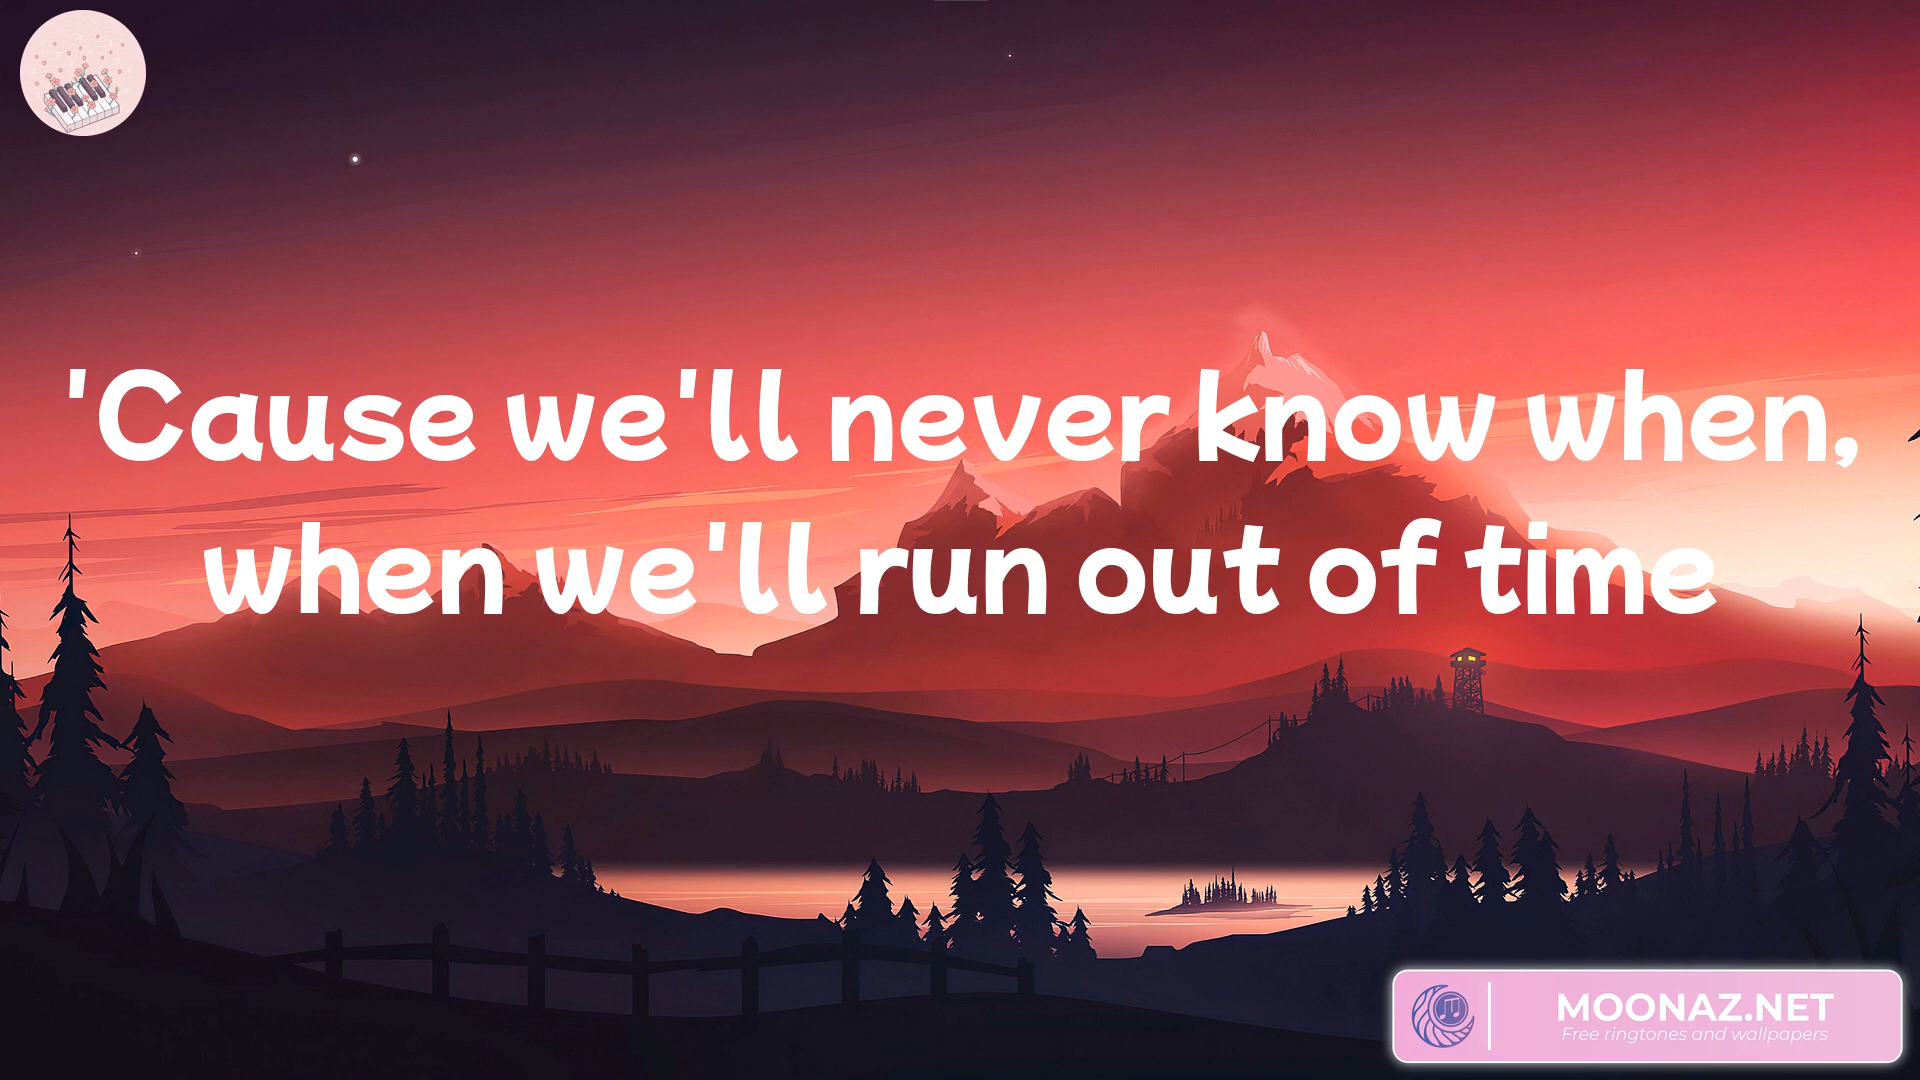 'Cause we'll never know when,
when we'll run out of time
MOONAZ.NET
Free ringtones and wallpapers